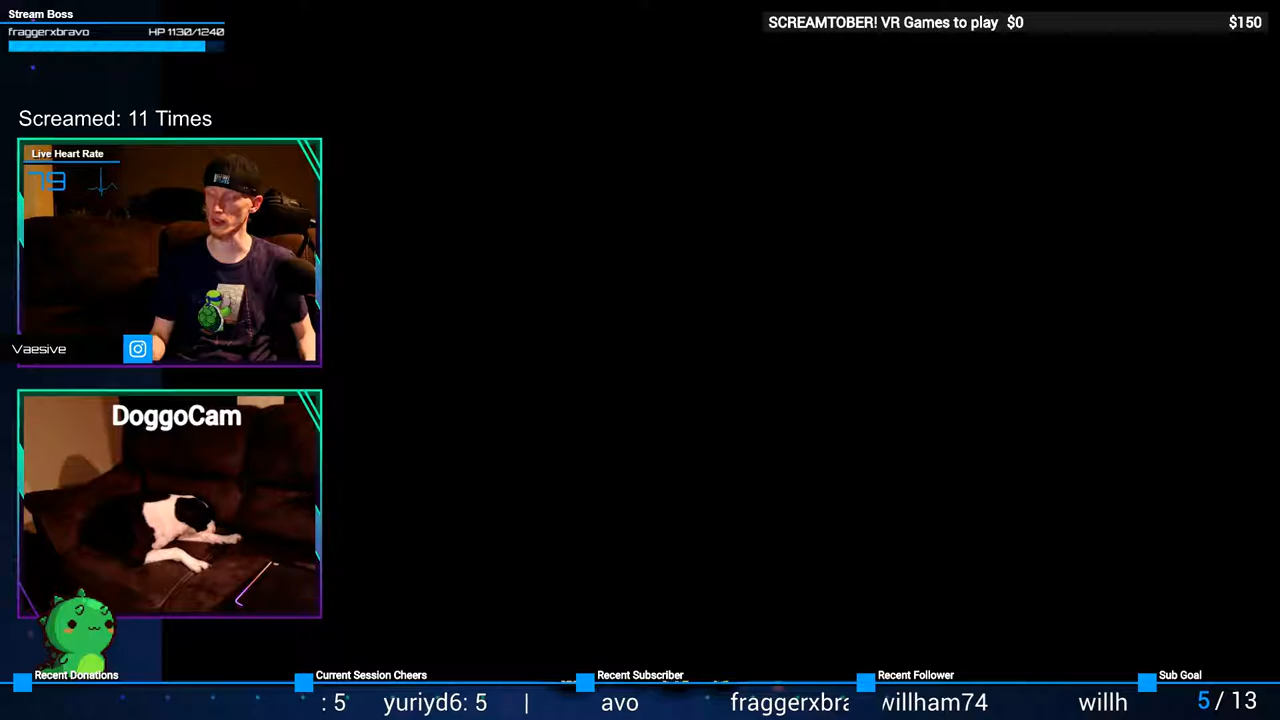 Stream Boss
fraggerxbravo HP 1130/1240
SCREAMTOBER! VR Games to play $0 $150
Screamed: 11 Times
Live Heart Rate
79
Vaesive
DoggoCam
Recent Donations
Current Session Cheers
: 5 yuriyd6: 5 |
Recent Subscriber
avo fraggerxbra
Recent Follower
willham74 willh
Sub Goal
5 / 13